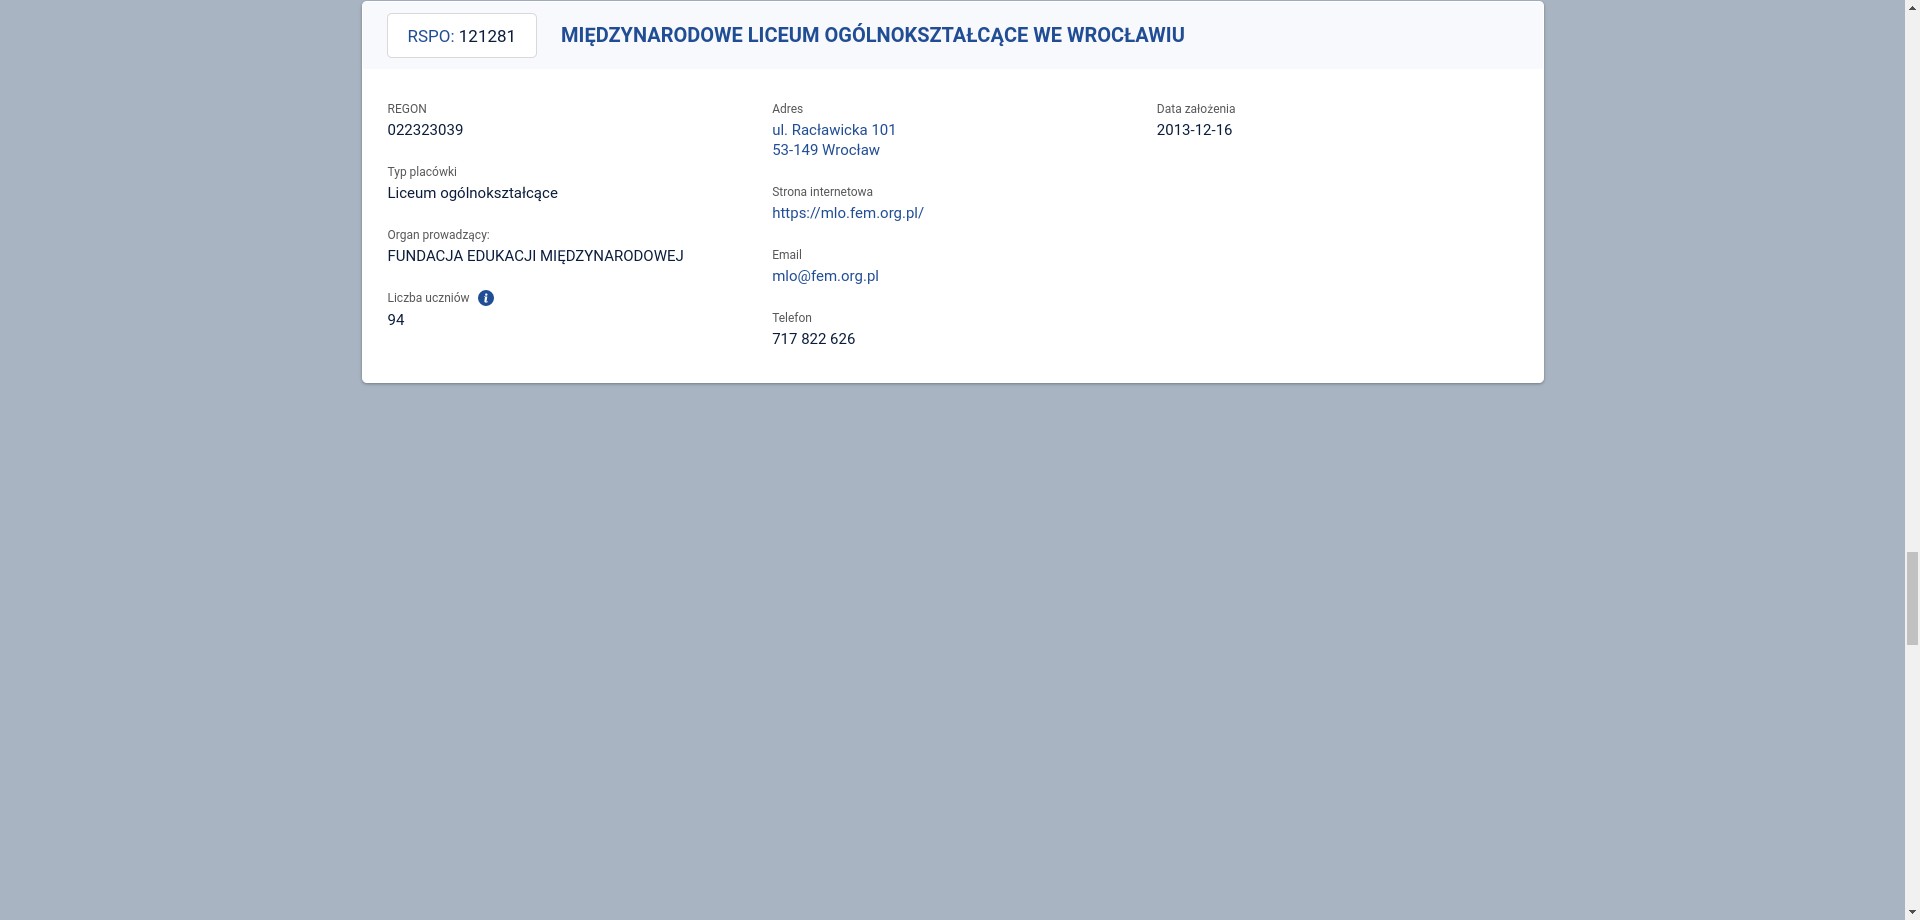 RSPO: 121281
MIĘDZYNARODOWE LICEUM OGÓLNOKSZTAŁCĄCE WE WROCŁAWIU
REGON
022323039
Typ placówki
Liceum ogólnokształcące
Organ prowadzący:
FUNDACJA EDUKACJI MIĘDZYNARODOWEJ
Liczba uczniów
94
Adres
ul. Racławicka 101
53-149 Wrocław
Strona internetowa
https://mlo.fem.org.pl/
Email
mlo@fem.org.pl
Telefon
717 822 626
Data założenia
2013-12-16